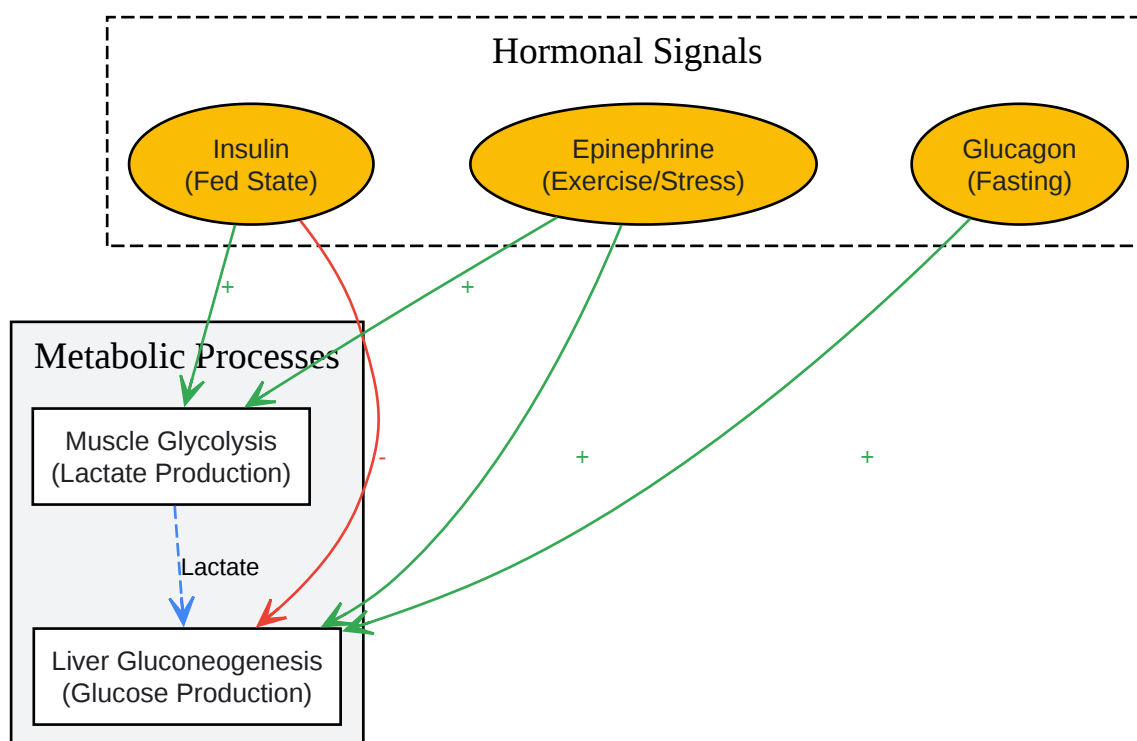 Hormonal Signals
Insulin
(Fed State)
Epinephrine
(Exercise/Stress)
Glucagon
(Fasting)
+
+
Metabolic Processes
Muscle Glycolysis
(Lactate Production)
-
+
+
Lactate
Liver Gluconeogenesis
(Glucose Production)